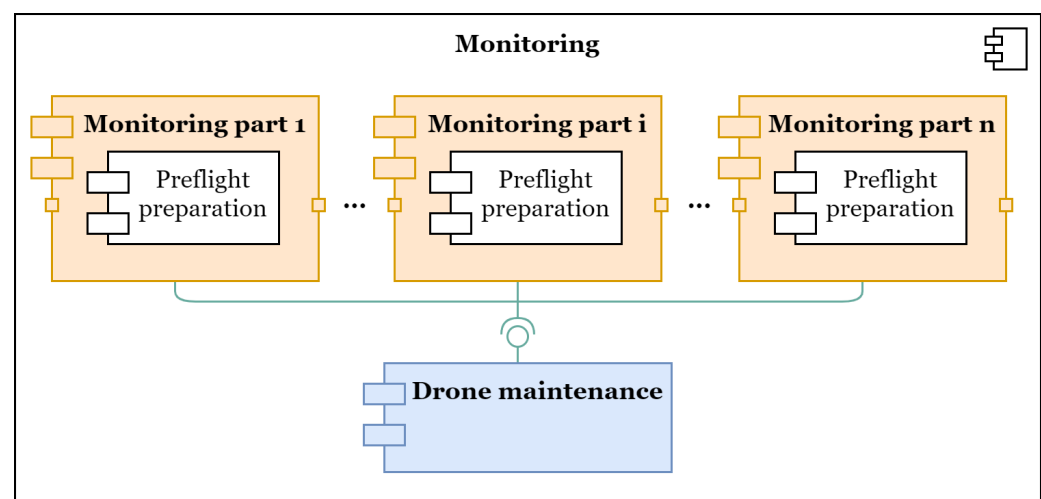 Monitoring
Monitoring part 1
Preflight
preparation
...
Monitoring part i
Preflight
preparation
...
Monitoring part n
Preflight
preparation
Drone maintenance